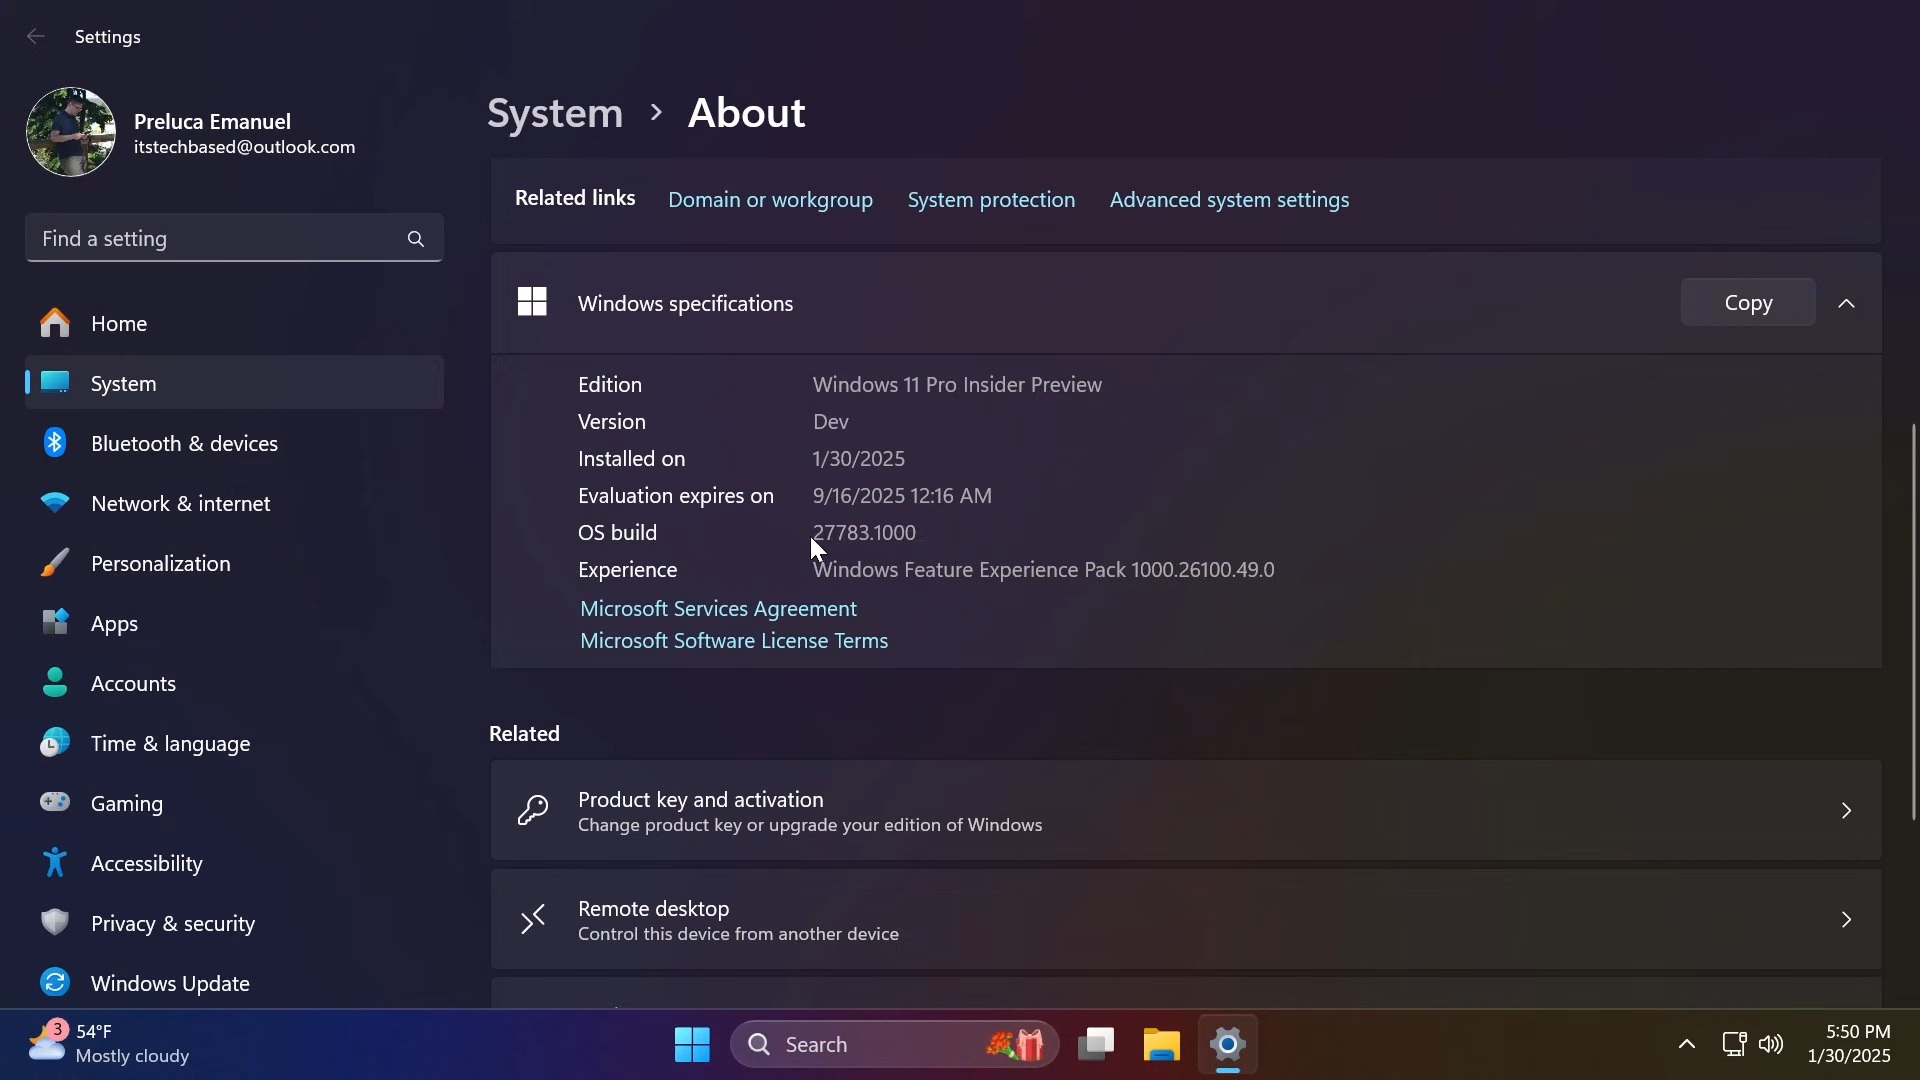 Settings
Preluca Emanuel
itstechbased@outlook.com
Find a setting
Home
System
Bluetooth & devices
Network & internet
Personalization
Apps
Accounts
Time & language
Gaming
Accessibility
Privacy & security
Windows Update
System > About
Related links Domain or workgroup System protection Advanced system settings
Windows specifications Copy
Edition Windows 11 Pro Insider Preview
Version Dev
Installed on 1/30/2025
Evaluation expires on 9/16/2025 12:16 AM
OS build 27783.1000
Experience Windows Feature Experience Pack 1000.26100.49.0
Microsoft Services Agreement
Microsoft Software License Terms
Related
Product key and activation
Change product key or upgrade your edition of Windows
Remote desktop
Control this device from another device
3 54°F
Mostly cloudy
Search
5:50 PM
1/30/2025